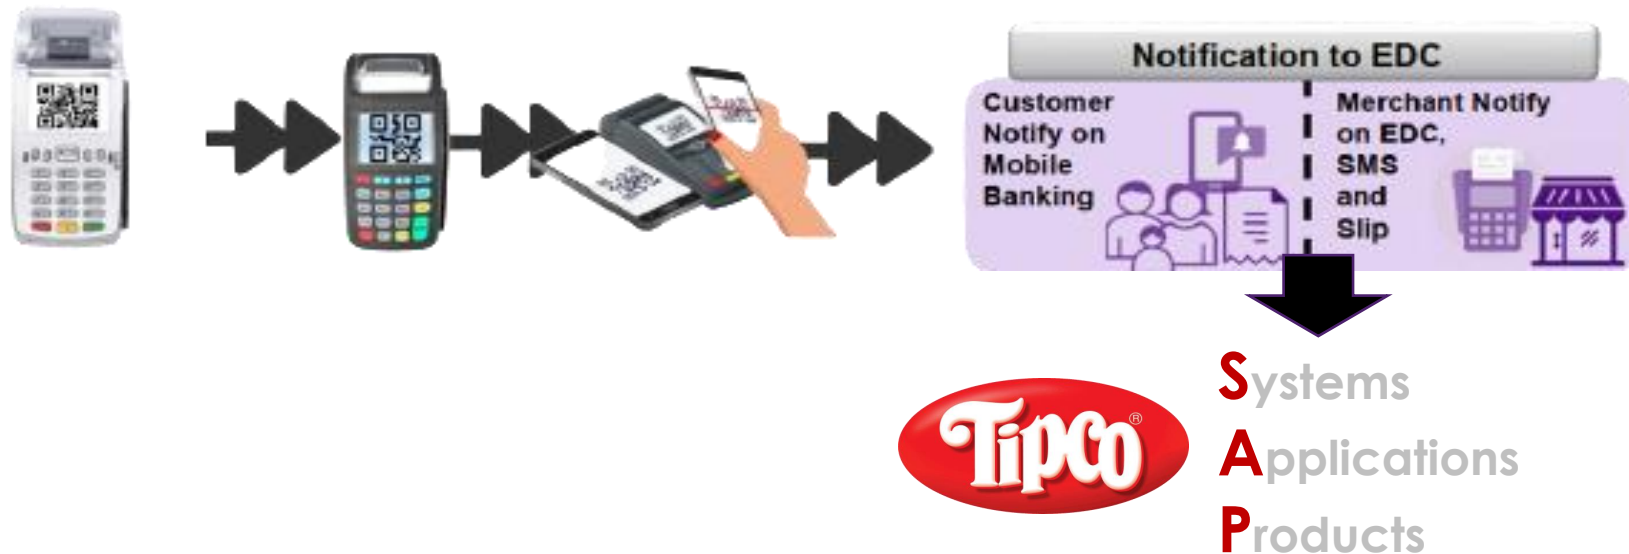 Notification to EDC
Customer
Notify on
Mobile
Banking
Merchant Notify
on EDC,
SMS
and
Slip
Tipco®
Systems
Applications
Products